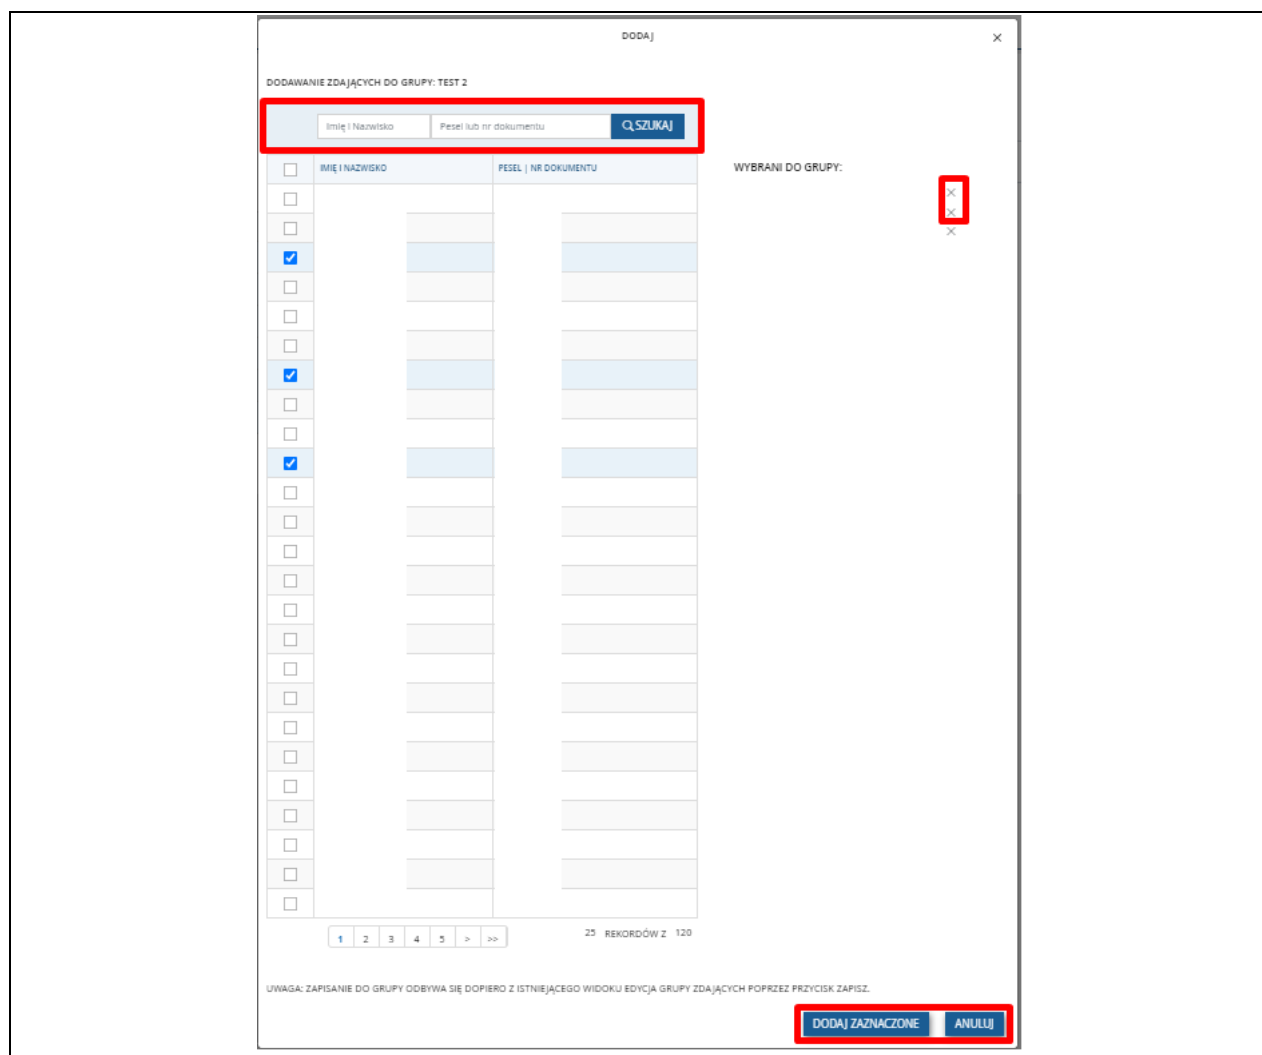 DODAJ
DODAWANIE ZDAJĄCYCH DO GRUPY: TEST 2
Imię i Nazwisko Pesel lub nr dokumentu SZUKAJ
IMIĘ I NAZWISKO PESEL | NR DOKUMENTU WYBRANI DO GRUPY:
1 2 3 4 5 > >> 25 REKORDÓW Z 120
UWAGA: ZAPISANIE DO GRUPY ODBYWA SIĘ DOPIERO Z ISTNIEJĄCEGO WIDOKU EDYCJA GRUPY ZDAJĄCYCH POPRZEZ PRZYCISK ZAPISZ.
DODAJ ZAZNACZONE ANULUJ